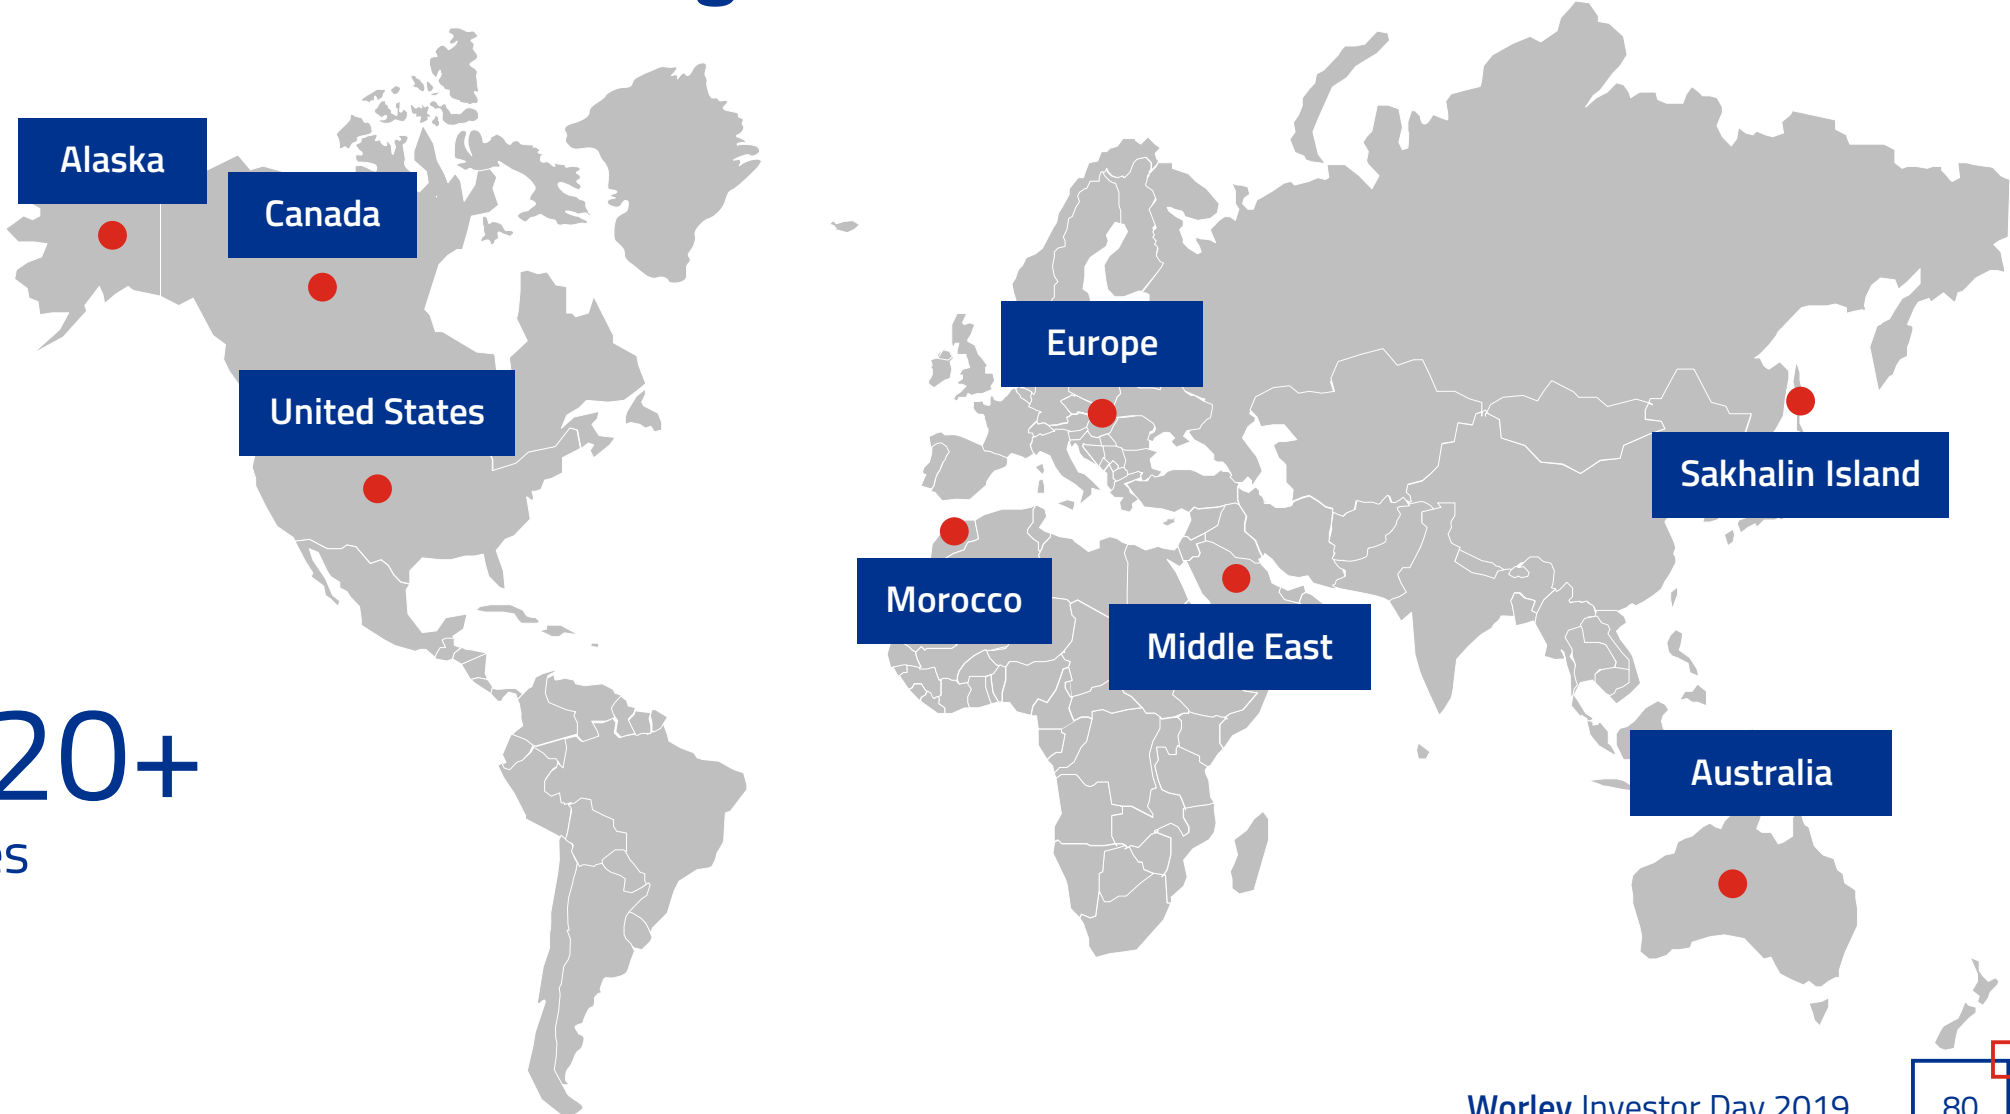 Alaska
Canada
Europe
United States
Sakhalin Island
Morocco
Middle East
20+
Australia
Worley Investor Day 2019
80